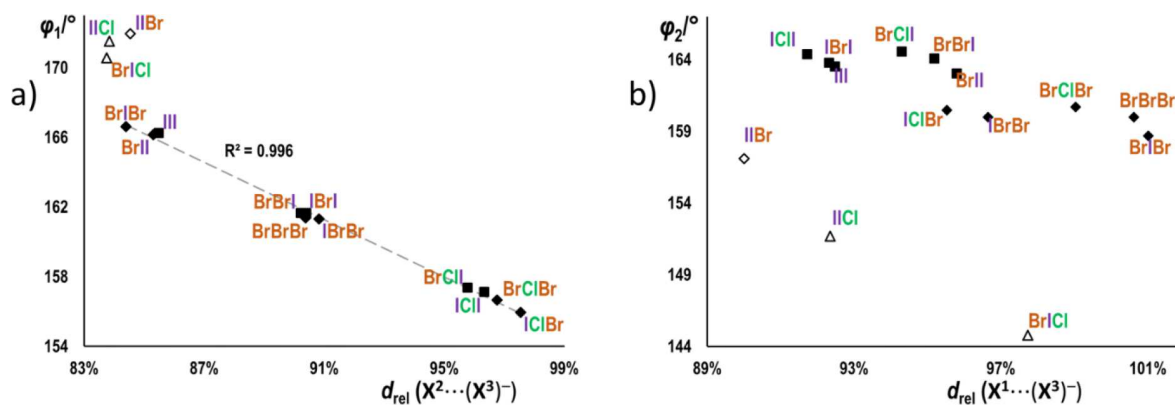 a)
φ₁/°
170
166
162
158
154
83%
87%
91%
95%
99%
d_rel (X²···(X³)⁻)
IICl
IIBr
BrICl
BrIBr
III
BrII
R² = 0.996
BrBrI
IBrI
BrBrBr
IBrBr
BrClI
BrClBr
IClI
IClBr
b)
φ₂/°
164
159
154
149
144
89%
93%
97%
101%
d_rel (X¹···(X³)⁻)
IClI
IBrI
III
BrClI
BrBrI
BrII
IClBr
IBrBr
BrClBr
BrBrBr
BrIBr
IIBr
IICl
BrICl